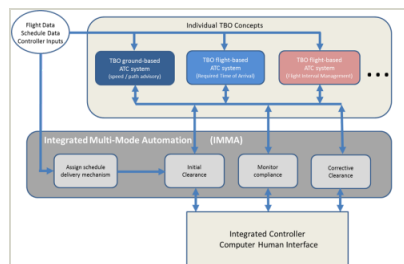 Flight Data
Schedule Data
Controller Inputs
Individual TBO Concepts
TBO ground-based
ATC system
(speed / path advisory)
TBO flight-based
ATC system
(Required Time of Arrival)
TBO flight-based
ATC system
(Flight Interval Management)
Integrated Multi-Mode Automation (IMMA)
Assign schedule
delivery mechanism
Initial
Clearance
Monitor
compliance
Corrective
Clearance
Integrated Controller
Computer Human Interface